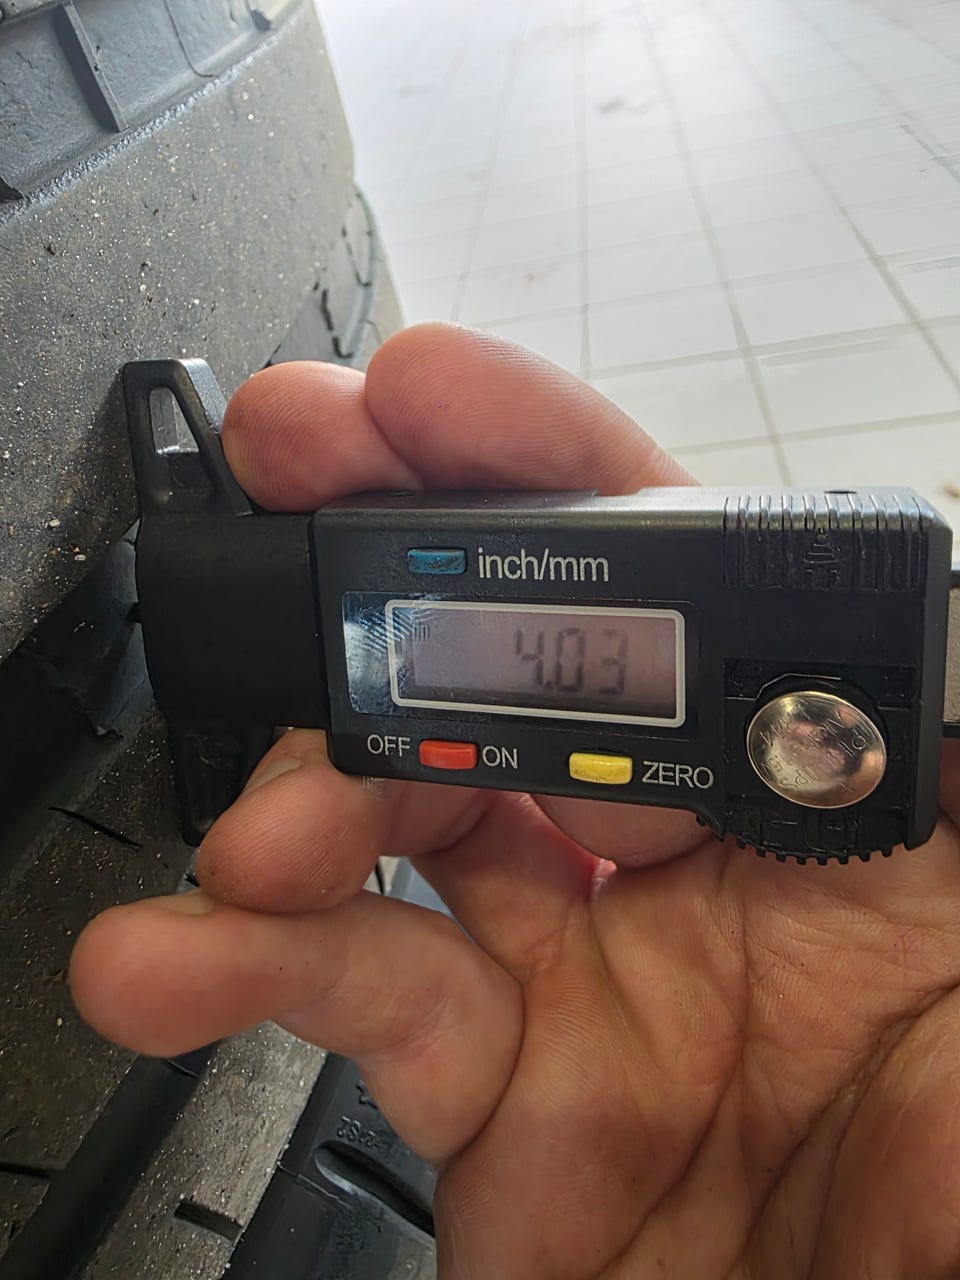 inch/mm
4.03
OFF ON ZERO